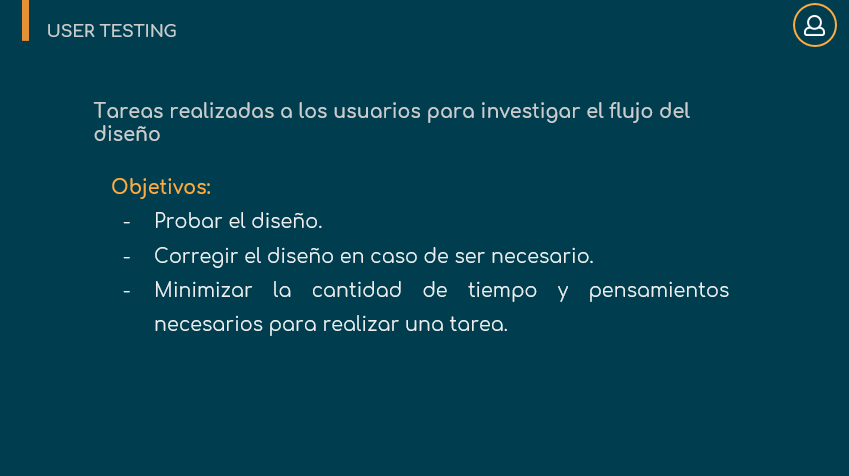 USER TESTING
Tareas realizadas a los usuarios para investigar el flujo del
diseño
Objetivos:
- Probar el diseño.
- Corregir el diseño en caso de ser necesario.
- Minimizar la cantidad de tiempo y pensamientos
necesarios para realizar una tarea.